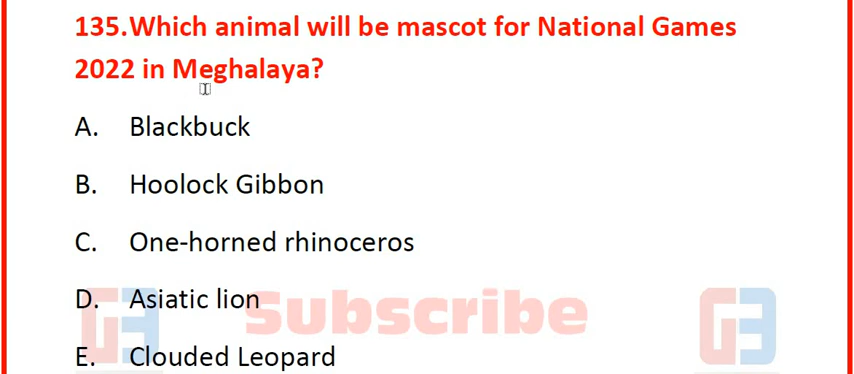 135.Which animal will be mascot for National Games
2022 in Meghalaya?
A. Blackbuck
B. Hoolock Gibbon
C. One-horned rhinoceros
D. Asiatic lion
Subscribe
E. Clouded Leopard